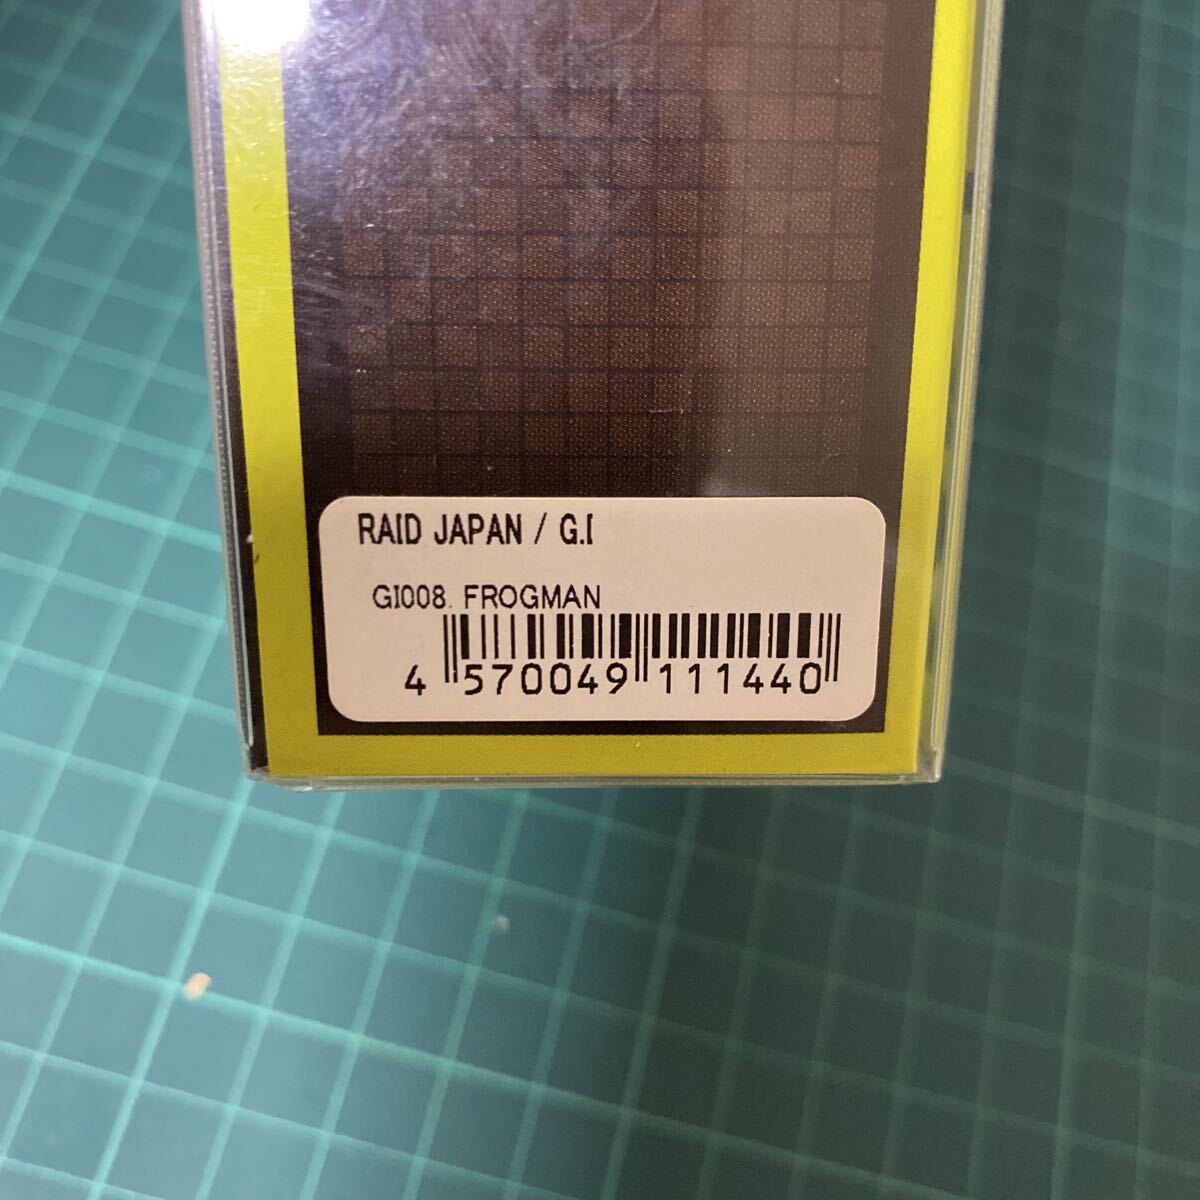 RAID JAPAN / G.I
GI008. FROGMAN
4 570049 111440